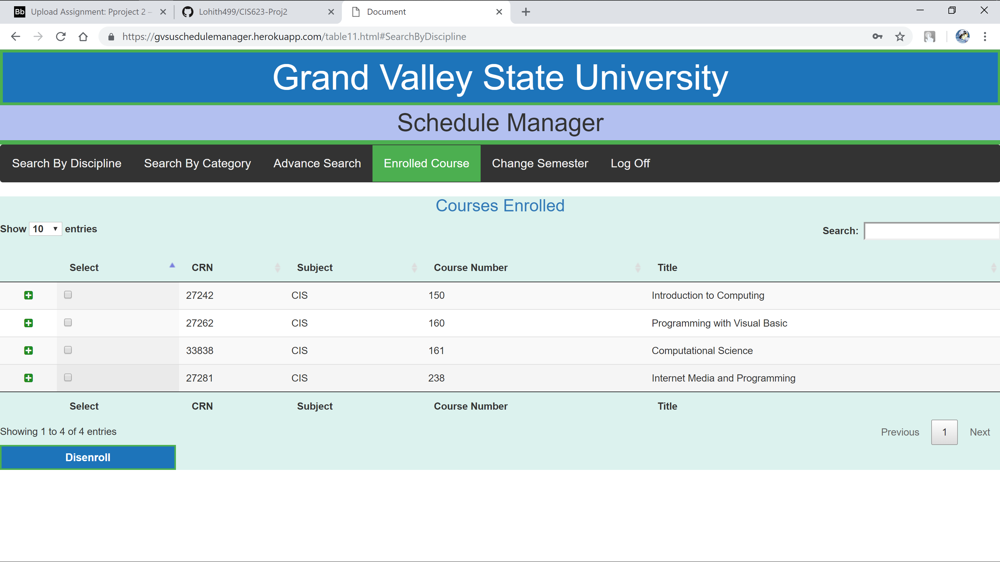 Bb Upload Assignment: Pproject 2 – Lohith499/CIS623-Proj2 Document
https://gvsuschedulemanager.herokuapp.com/table11.html#SearchByDiscipline
Grand Valley State University
Schedule Manager
Search By Discipline Search By Category Advance Search Enrolled Course Change Semester Log Off
Courses Enrolled
Show 10 entries Search:
Select CRN Subject Course Number Title
27242 CIS 150 Introduction to Computing
27262 CIS 160 Programming with Visual Basic
33838 CIS 161 Computational Science
27281 CIS 238 Internet Media and Programming
Select CRN Subject Course Number Title
Showing 1 to 4 of 4 entries Previous 1 Next
Disenroll